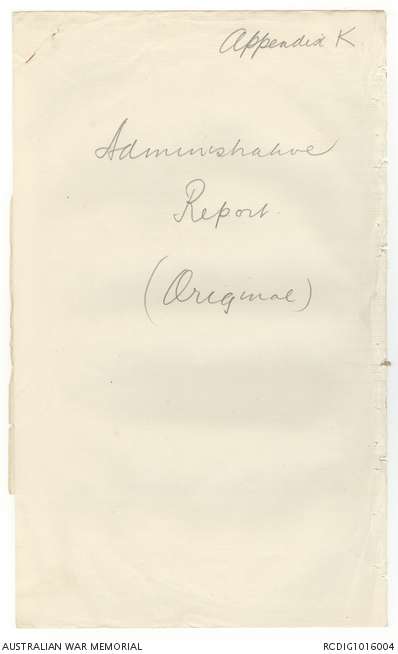 Appendix K
Administrative
Report.
(Original)
AUSTRALIAN WAR MEMORIAL
RCDIG1016004